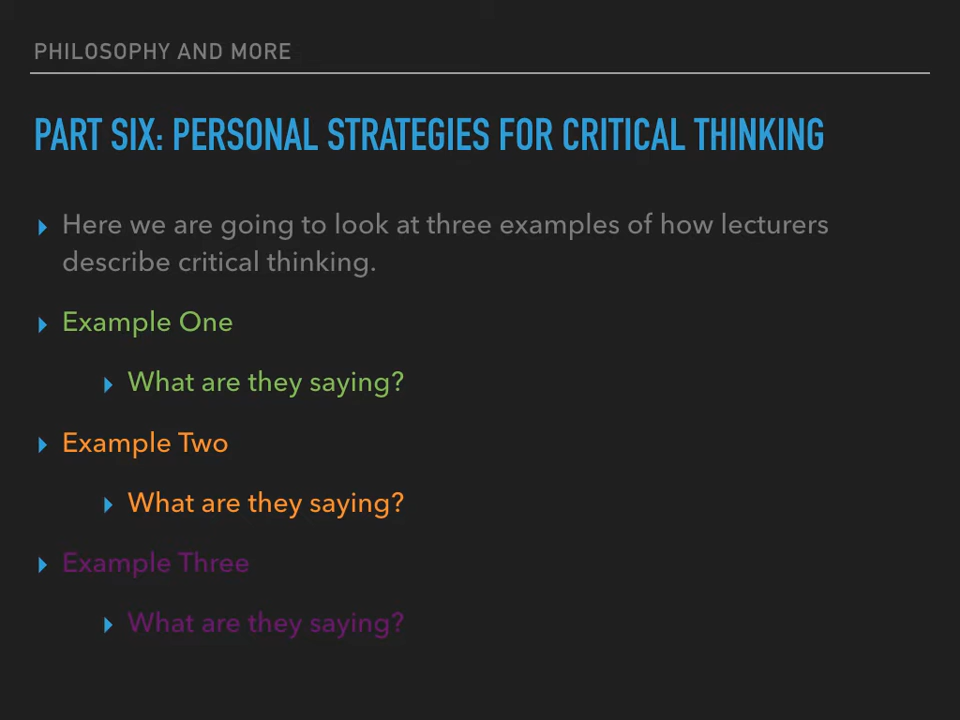 PHILOSOPHY AND MORE
PART SIX: PERSONAL STRATEGIES FOR CRITICAL THINKING
Here we are going to look at three examples of how lecturers
describe critical thinking.
Example One
What are they saying?
Example Two
What are they saying?
Example Three
What are they saying?